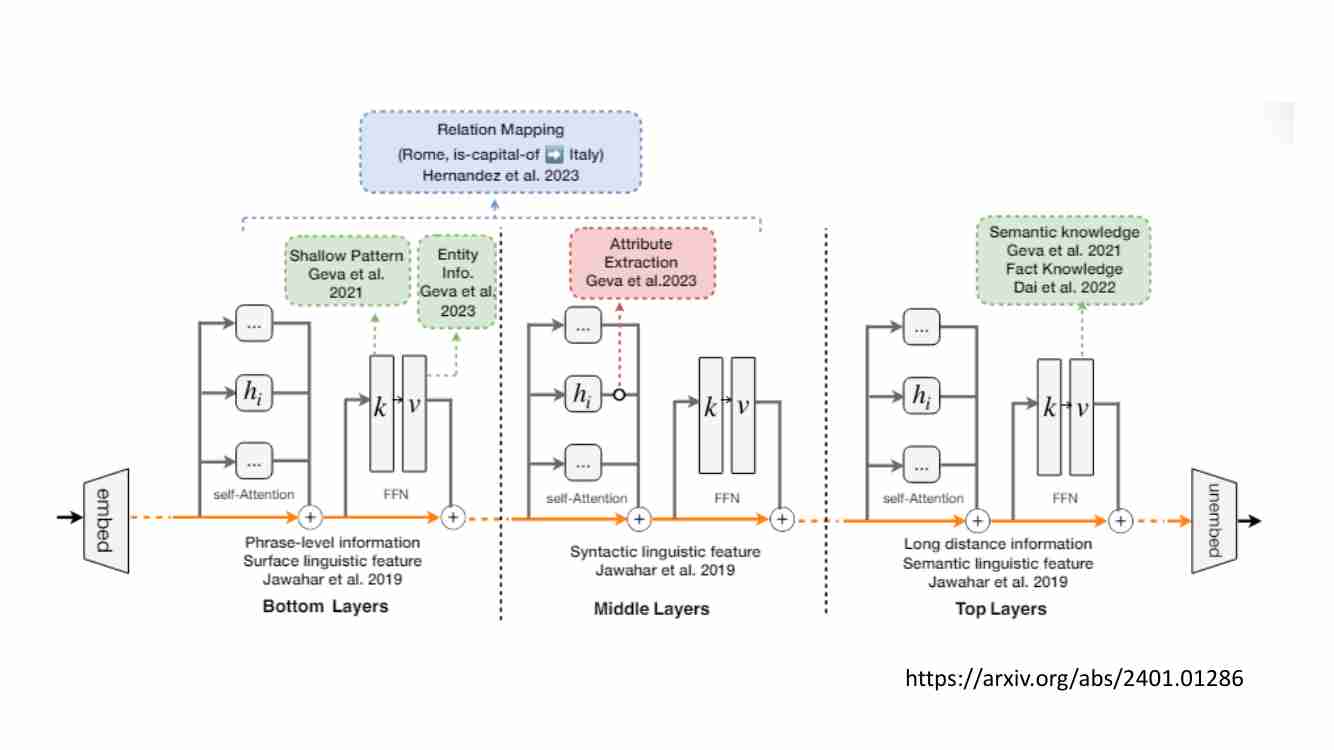 Relation Mapping
(Rome, is-capital-of ➡ Italy)
Hernandez et al. 2023
Shallow Pattern
Geva et al.
2021
Entity
Info.
Geva et al.
2023
Attribute
Extraction
Geva et al.2023
Semantic knowledge
Geva et al. 2021
Fact Knowledge
Dai et al. 2022
...
hᵢ
...
k
v
self-Attention
FFN
...
hᵢ
...
k
v
self-Attention
FFN
...
hᵢ
...
k
v
self-Attention
FFN
embed
+
+
+
+
+
+
unembed
Phrase-level information
Surface linguistic feature
Jawahar et al. 2019
Bottom Layers
Syntactic linguistic feature
Jawahar et al. 2019
Middle Layers
Long distance information
Semantic linguistic feature
Jawahar et al. 2019
Top Layers
https://arxiv.org/abs/2401.01286